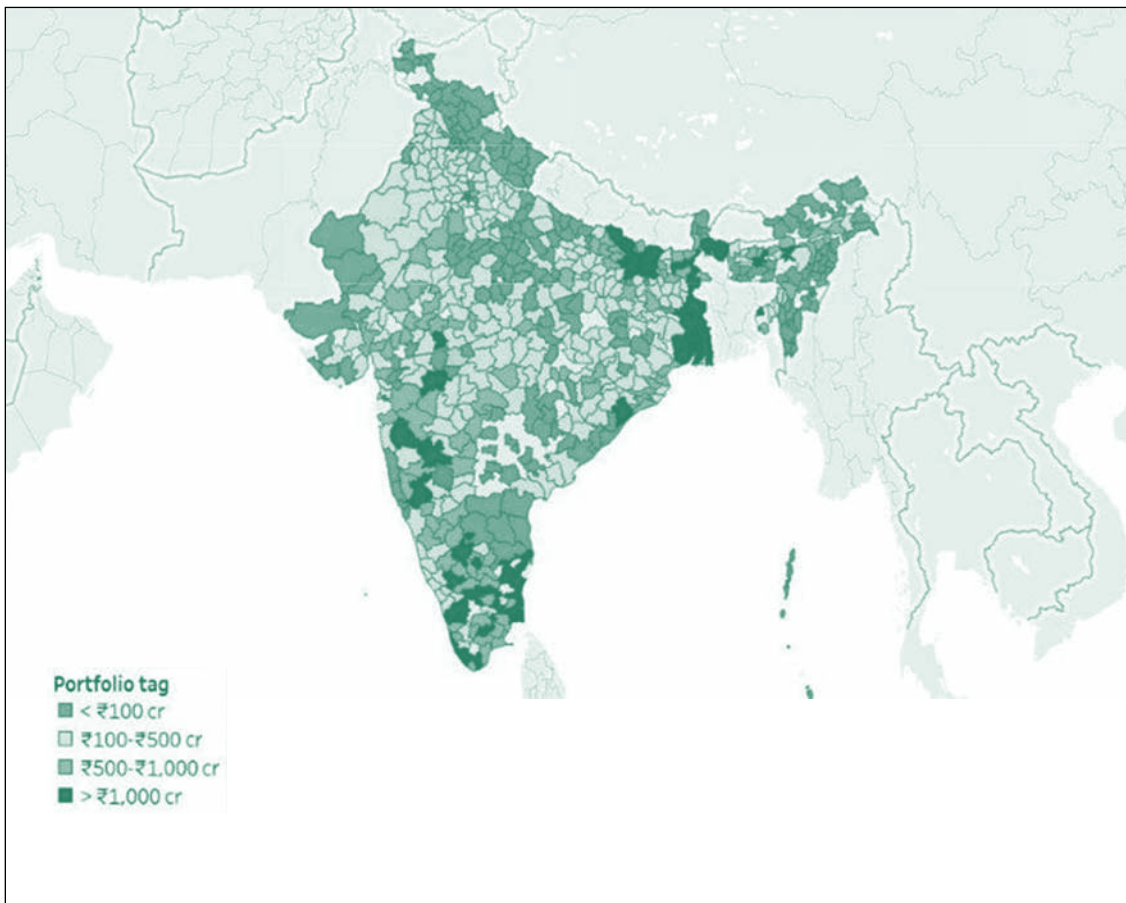 Portfolio tag
< ₹100 cr
₹100-₹500 cr
₹500-₹1,000 cr
> ₹1,000 cr